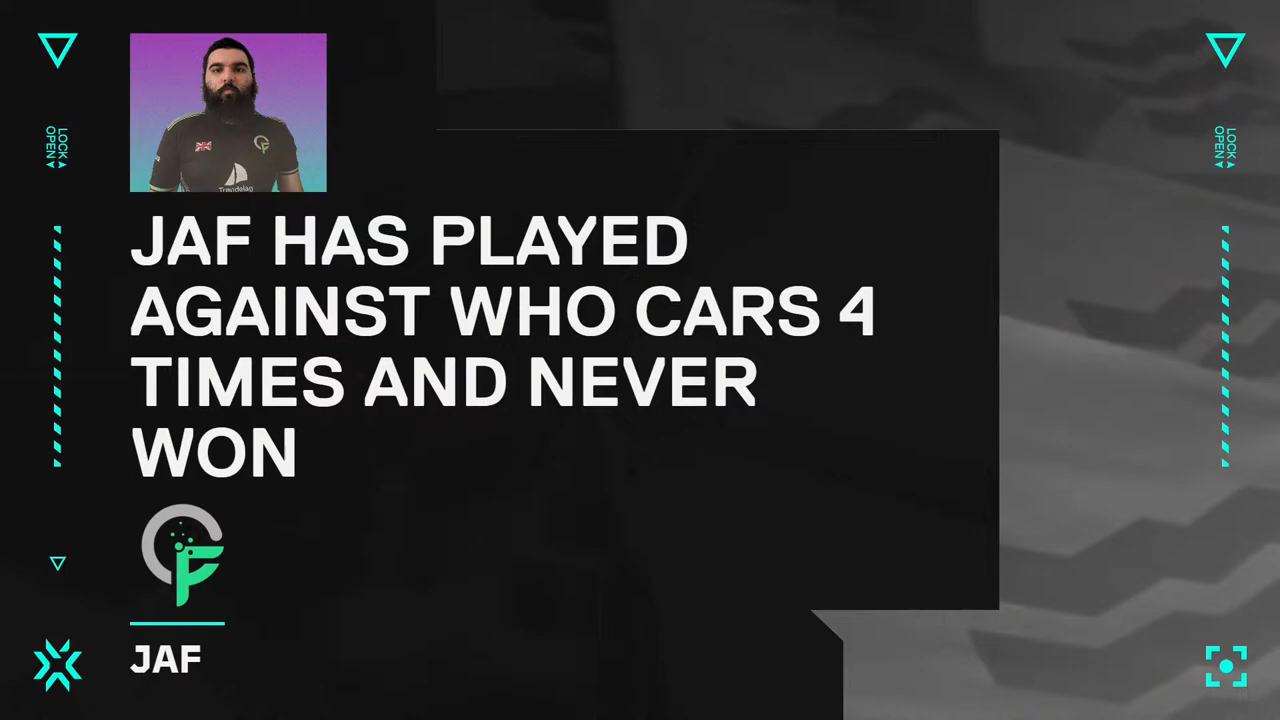 LOCK
OPEN
LOCK
OPEN
JAF HAS PLAYED
AGAINST WHO CARS 4
TIMES AND NEVER
WON
JAF